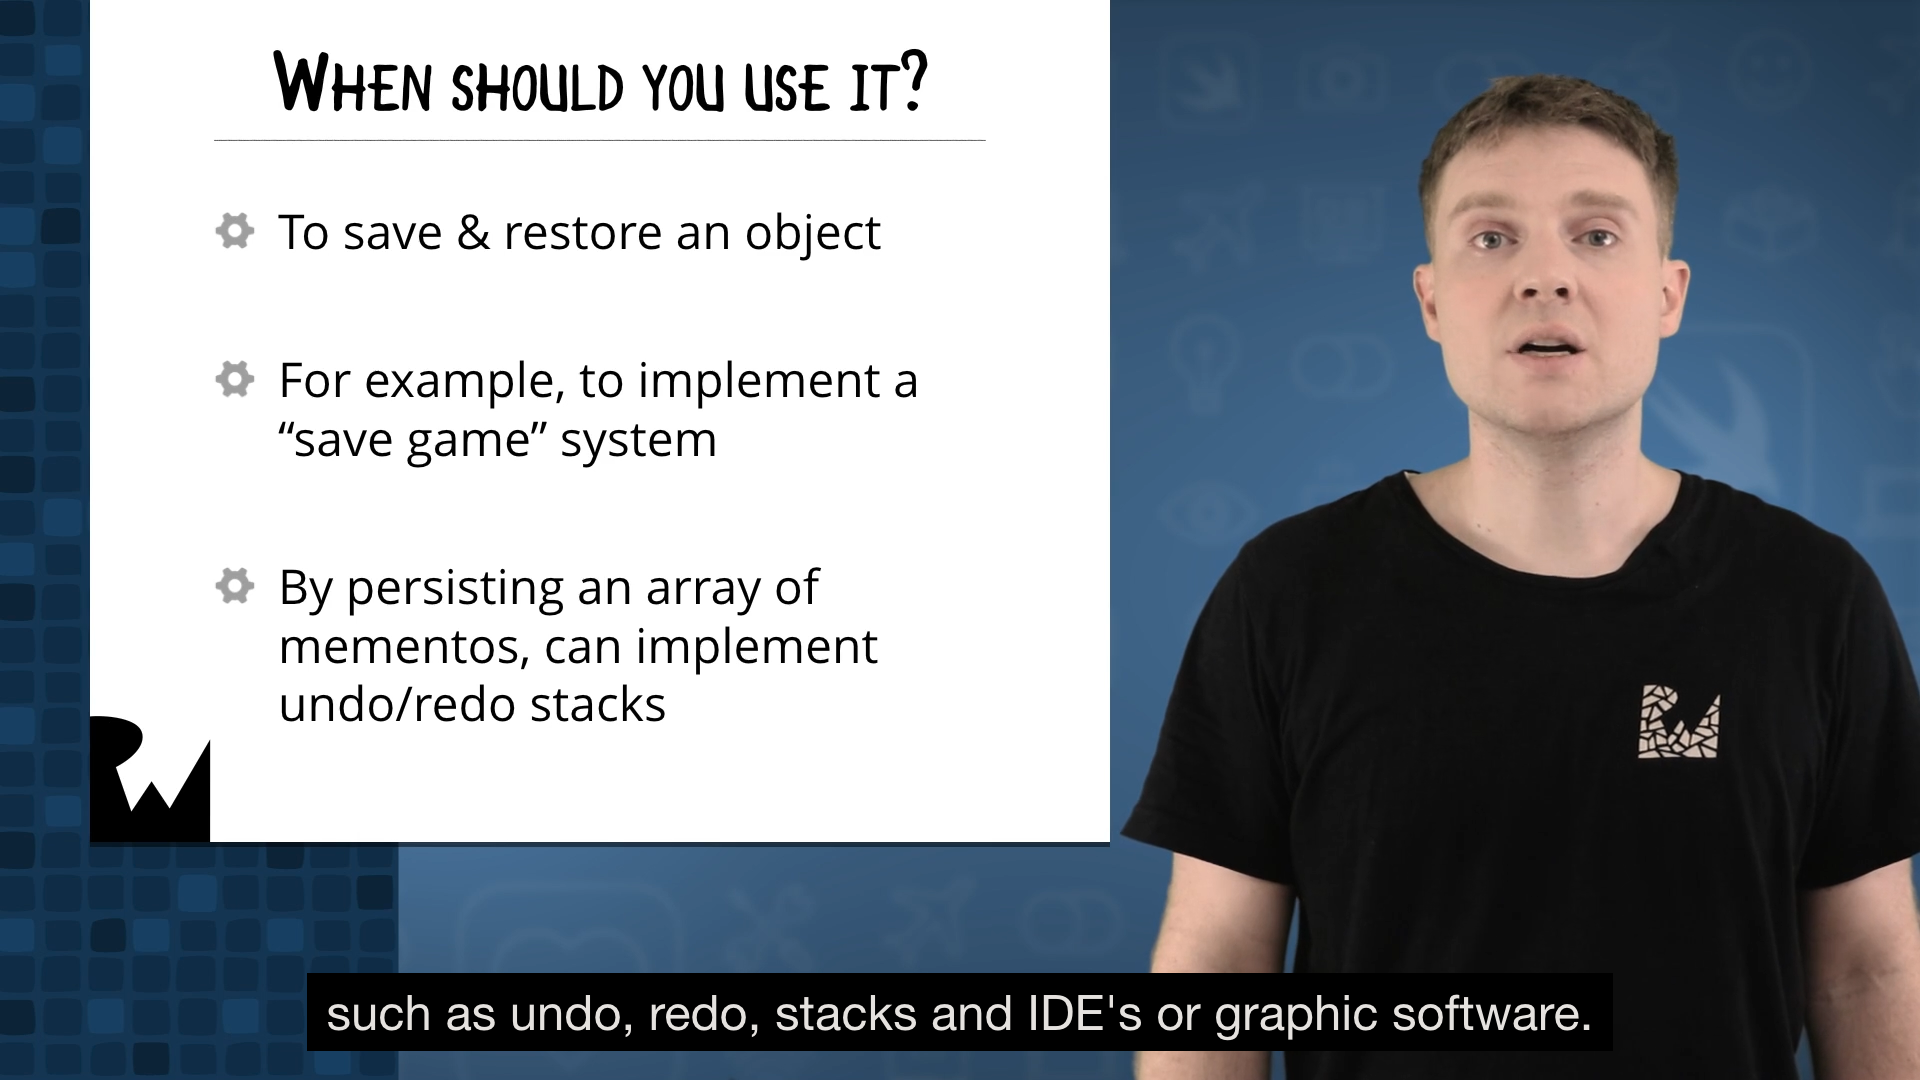 When should you use it?
To save & restore an object
For example, to implement a
“save game” system
By persisting an array of
mementos, can implement
undo/redo stacks
RW
RW
such as undo, redo, stacks and IDE's or graphic software.